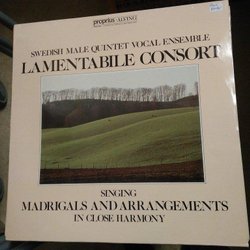 proprius
SWEDISH MALE QUINTET VOCAL ENSEMBLE
LAMENTABILE CONSORT
SINGING
MADRIGALS AND ARRANGEMENTS
IN CLOSE HARMONY